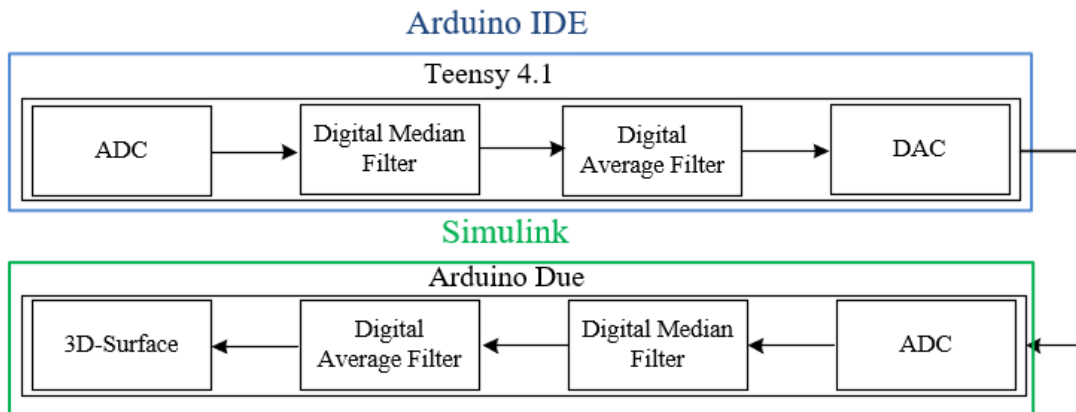 Arduino IDE
Teensy 4.1
ADC
Digital Median
Filter
Digital
Average Filter
DAC
Simulink
Arduino Due
3D-Surface
Digital
Average Filter
Digital Median
Filter
ADC